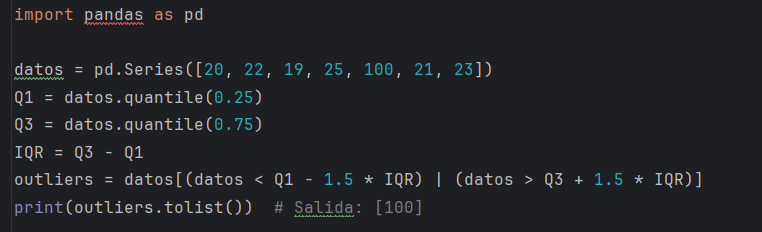 import pandas as pd
datos = pd.Series([20, 22, 19, 25, 100, 21, 23])
Q1 = datos.quantile(0.25)
Q3 = datos.quantile(0.75)
IQR = Q3 - Q1
outliers = datos[(datos < Q1 - 1.5 * IQR) | (datos > Q3 + 1.5 * IQR)]
print(outliers.tolist())  # Salida: [100]